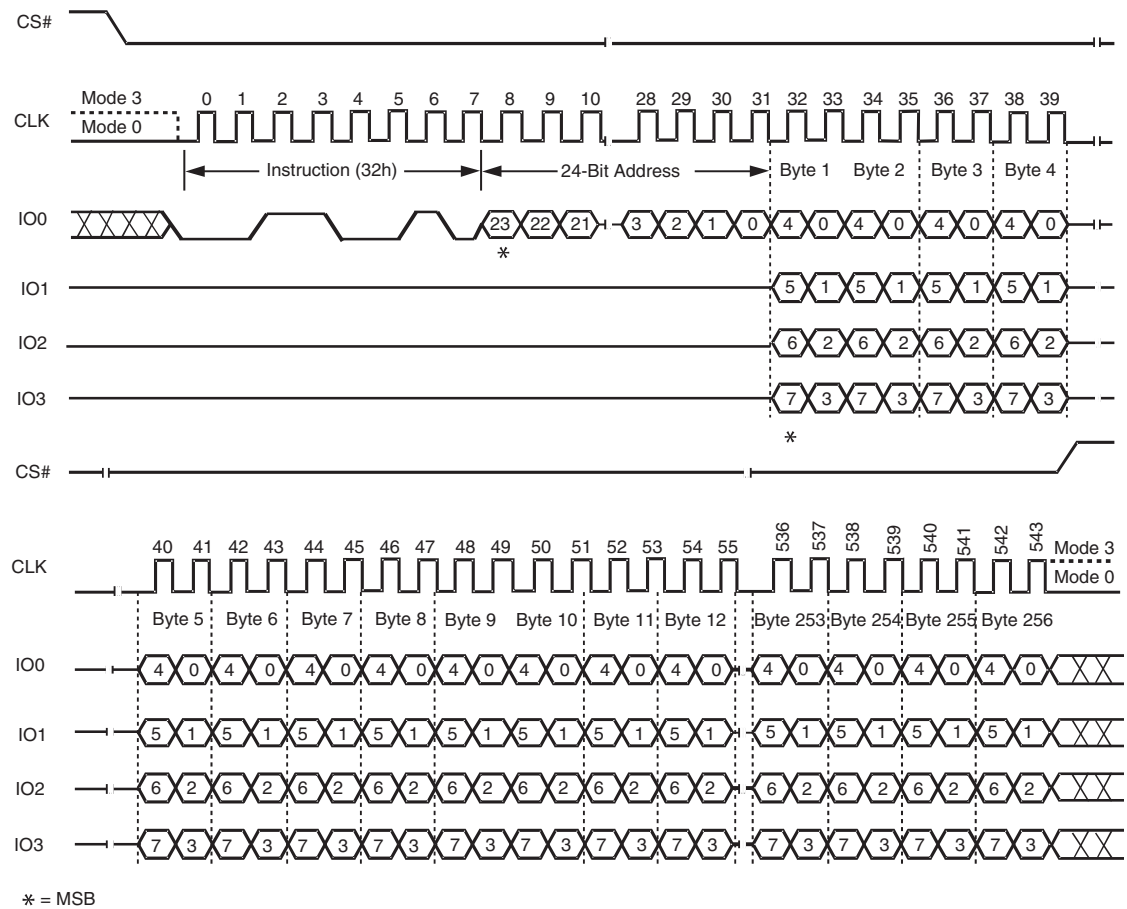 CS#
Mode 3
0 1 2 3 4 5 6 7 8 9 10 28 29 30 31 32 33 34 35 36 37 38 39
CLK
Mode 0
Instruction (32h) 24-Bit Address Byte 1 Byte 2 Byte 3 Byte 4
IO0 23 22 21 3 2 1 0 4 0 4 0 4 0 4 0
*
IO1 5 1 5 1 5 1 5 1
IO2 6 2 6 2 6 2 6 2
IO3 7 3 7 3 7 3 7 3
*
CS#
40 41 42 43 44 45 46 47 48 49 50 51 52 53 54 55 536 537 538 539 540 541 542 543
Mode 3
CLK
Mode 0
Byte 5 Byte 6 Byte 7 Byte 8 Byte 9 Byte 10 Byte 11 Byte 12 Byte 253 Byte 254 Byte 255 Byte 256
IO0 4 0 4 0 4 0 4 0 4 0 4 0 4 0 4 0 4 0 4 0 4 0 4 0
IO1 5 1 5 1 5 1 5 1 5 1 5 1 5 1 5 1 5 1 5 1 5 1 5 1
IO2 6 2 6 2 6 2 6 2 6 2 6 2 6 2 6 2 6 2 6 2 6 2 6 2
IO3 7 3 7 3 7 3 7 3 7 3 7 3 7 3 7 3 7 3 7 3 7 3 7 3
* = MSB